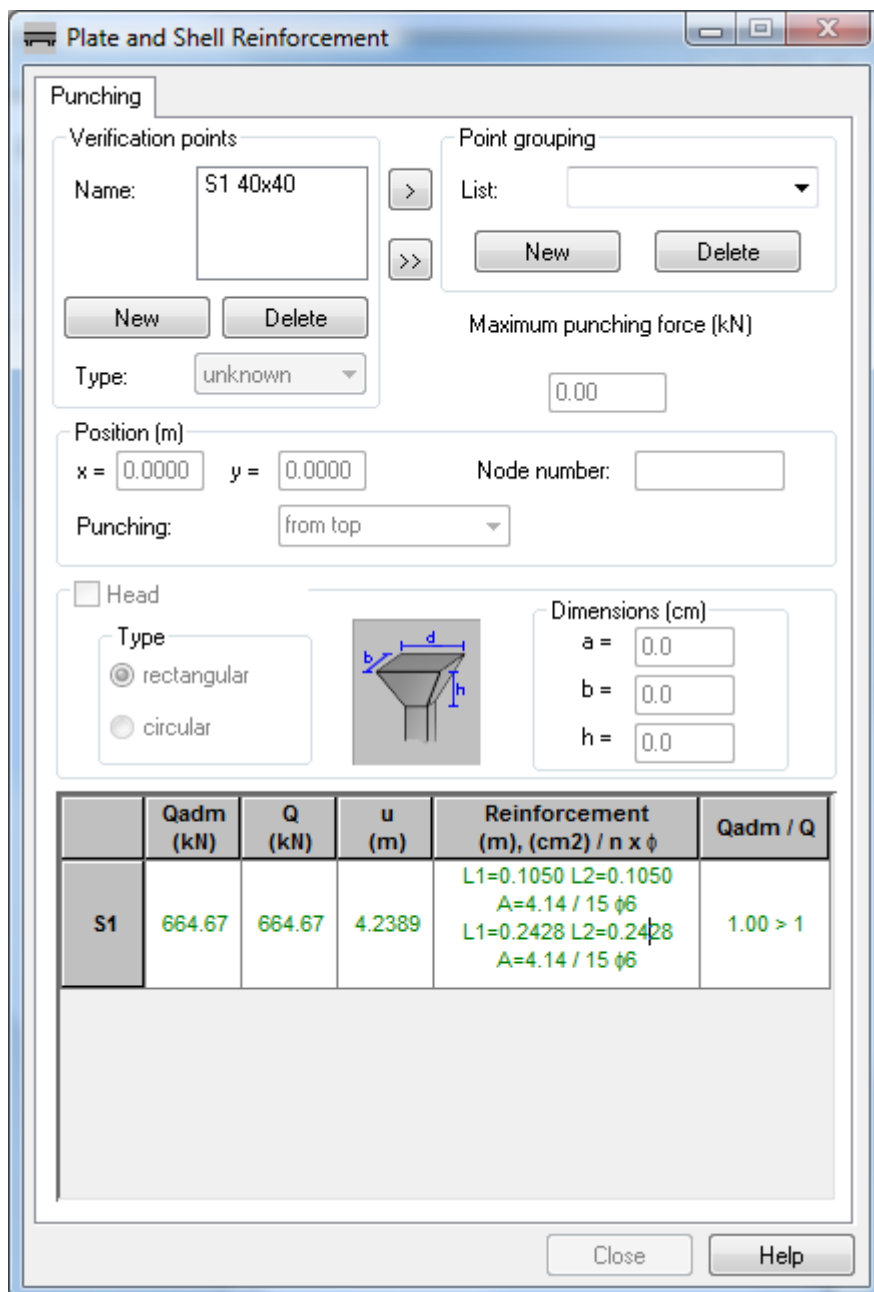 Plate and Shell Reinforcement
Punching
Verification points
Name:
S1 40x40
>
>>
New
Delete
Type:
unknown
Point grouping
List:
New
Delete
Maximum punching force (kN)
0.00
Position (m)
x = 0.0000 y = 0.0000
Node number:
Punching:
from top
Head
Type
rectangular
circular
b
d
h
Dimensions (cm)
a = 0.0
b = 0.0
h = 0.0
Qadm (kN)
Q (kN)
u (m)
Reinforcement (m), (cm2) / n x ϕ
Qadm / Q
S1
664.67
664.67
4.2389
L1=0.1050 L2=0.1050
A=4.14 / 15 ϕ6
L1=0.2428 L2=0.2428
A=4.14 / 15 ϕ6
1.00 > 1
Close
Help